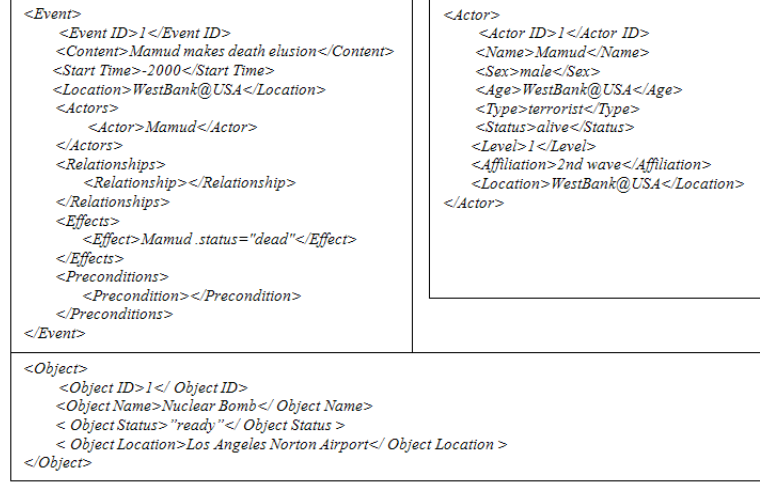 <Event>
<Event ID>1</Event ID>
<Content>Mamud makes death elusion</Content>
<Start Time>-2000</Start Time>
<Location>WestBank@USA</Location>
<Actors>
<Actor>Mamud</Actor>
</Actors>
<Relationships>
<Relationship></Relationship>
</Relationships>
<Effects>
<Effect>Mamud .status="dead"</Effect>
</Effects>
<Preconditions>
<Precondition></Precondition>
</Preconditions>
</Event>
<Actor>
<Actor ID>1</Actor ID>
<Name>Mamud</Name>
<Sex>male</Sex>
<Age>WestBank@USA</Age>
<Type>terrorist</Type>
<Status>alive</Status>
<Level>1</Level>
<Affiliation>2nd wave</Affiliation>
<Location>WestBank@USA</Location>
</Actor>
<Object>
<Object ID>1</ Object ID>
<Object Name>Nuclear Bomb</ Object Name>
< Object Status>"ready"</ Object Status >
< Object Location>Los Angeles Norton Airport</ Object Location >
</Object>